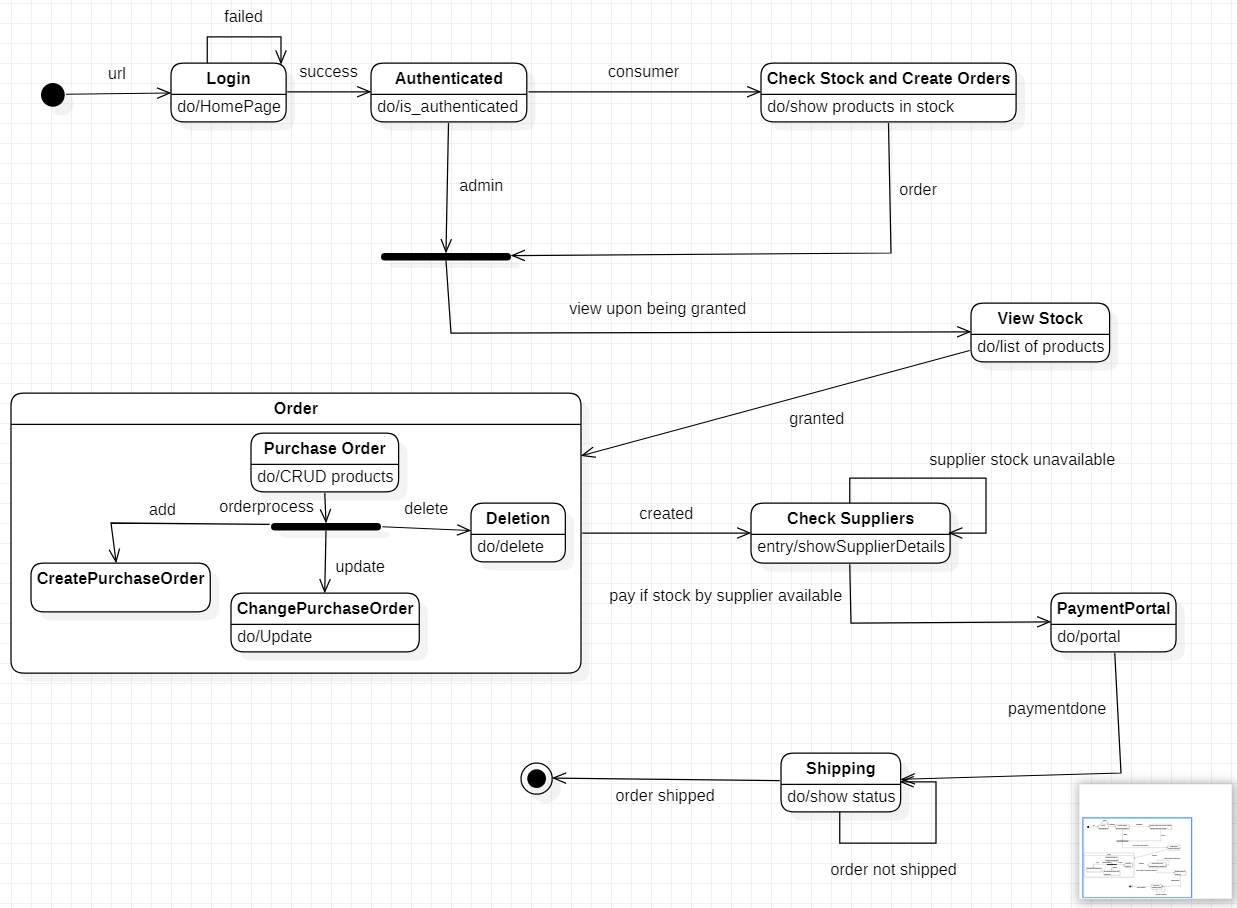 failed
url
Login
do/HomePage
success
Authenticated
do/is_authenticated
consumer
Check Stock and Create Orders
do/show products in stock
admin
order
view upon being granted
View Stock
do/list of products
granted
Order
Purchase Order
do/CRUD products
orderprocess
add
delete
update
CreatePurchaseOrder
ChangePurchaseOrder
do/Update
Deletion
do/delete
created
supplier stock unavailable
Check Suppliers
entry/showSupplierDetails
pay if stock by supplier available
PaymentPortal
do/portal
paymentdone
Shipping
do/show status
order shipped
order not shipped